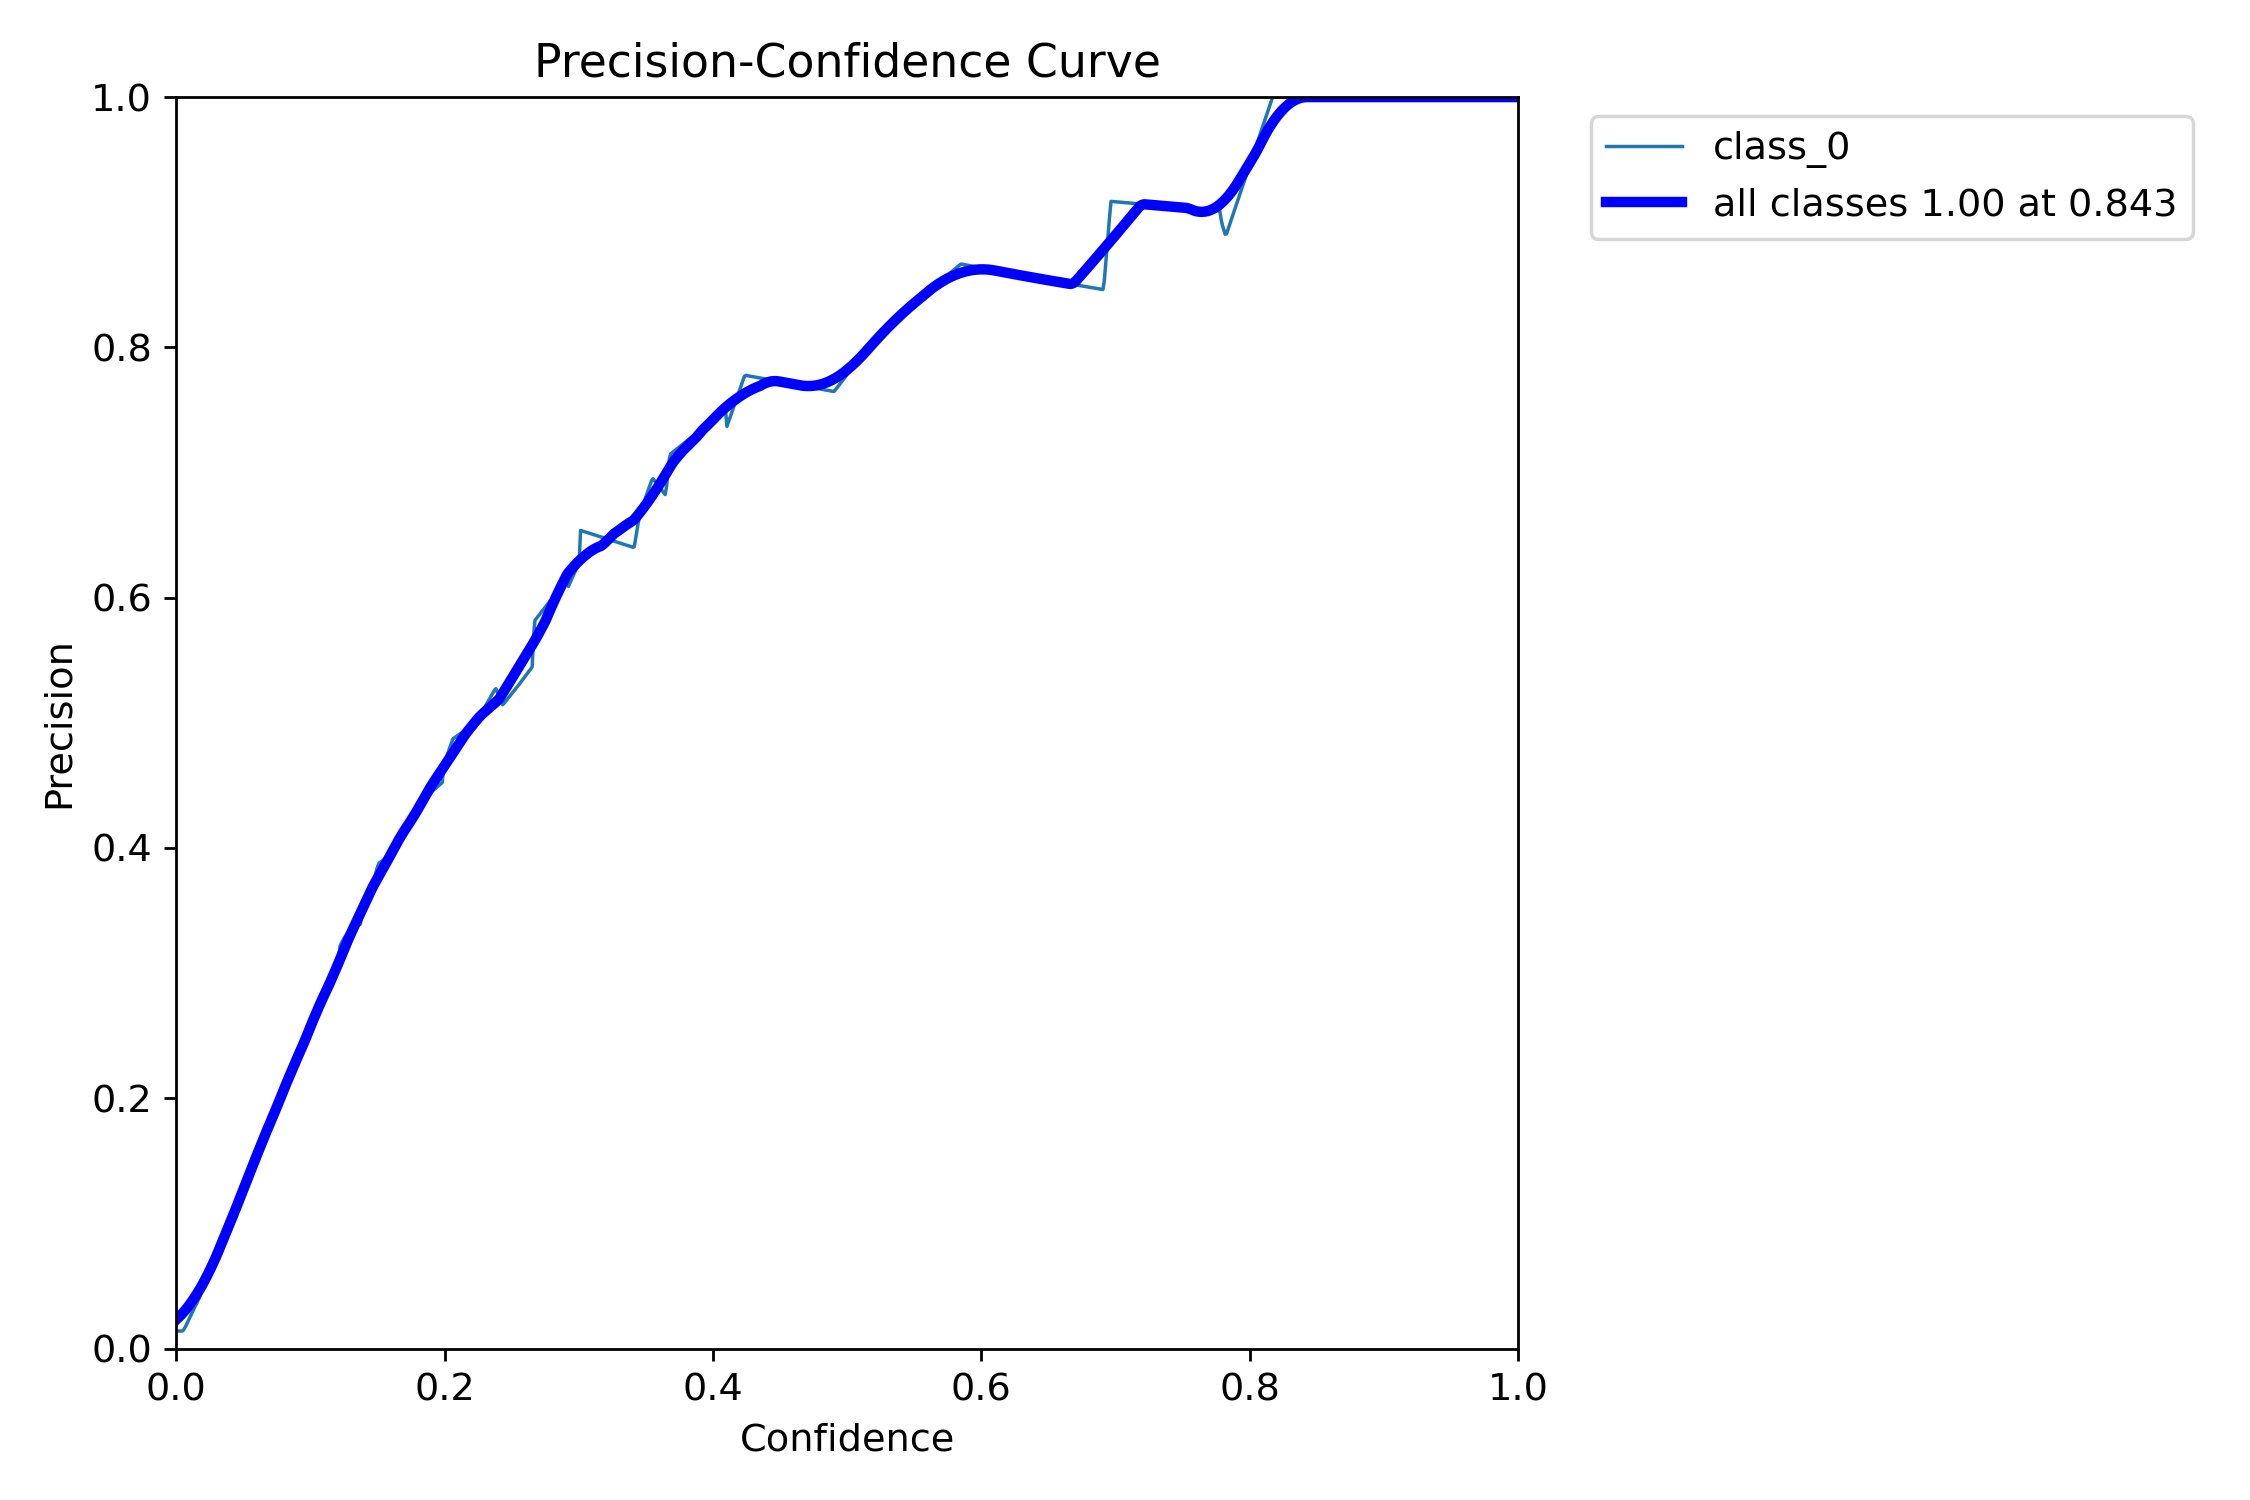 Precision-Confidence Curve
1.0
0.8
0.6
0.4
0.2
0.0
Precision
0.0 0.2 0.4 0.6 0.8 1.0
Confidence
class_0
all classes 1.00 at 0.843